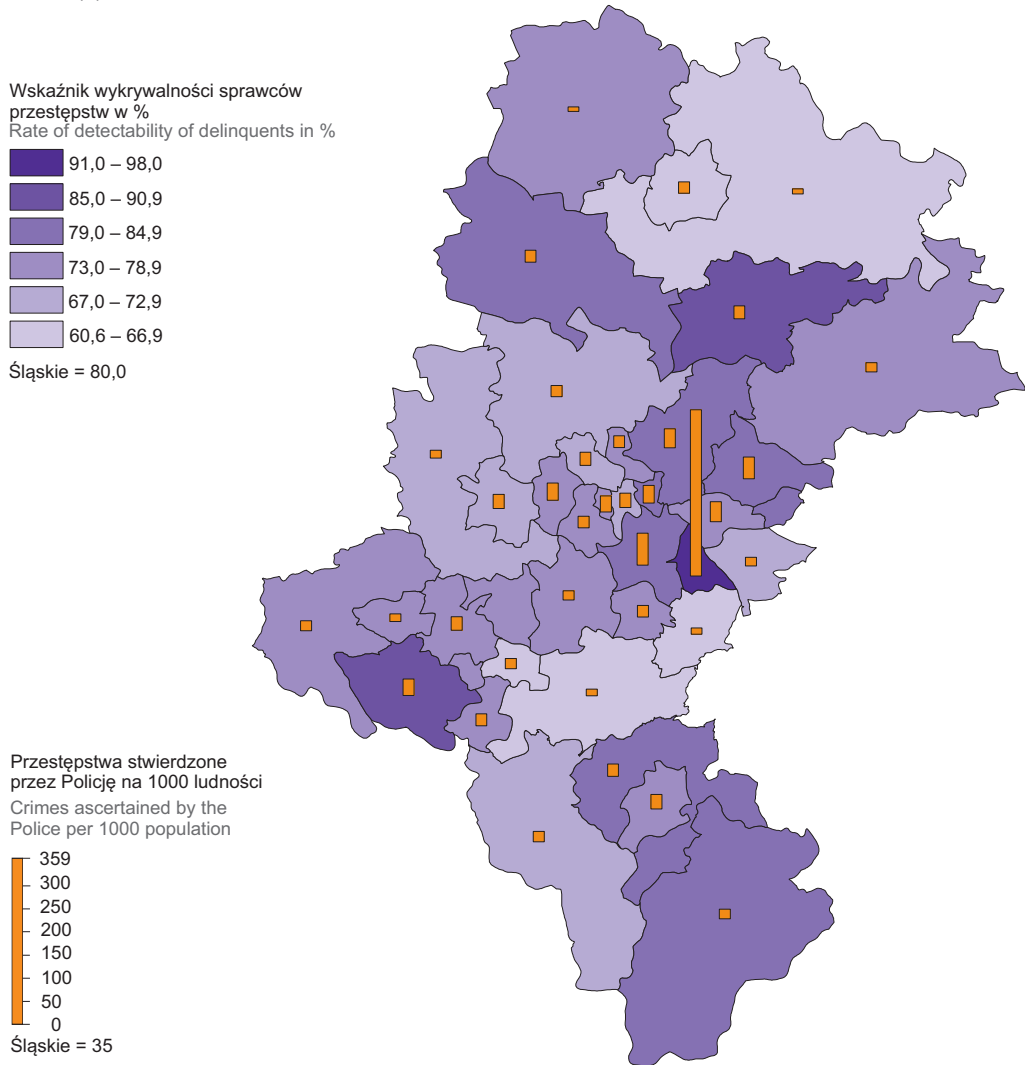 Wskaźnik wykrywalności sprawców
przestępstw w %
Rate of detectability of delinquents in %
91,0 – 98,0
85,0 – 90,9
79,0 – 84,9
73,0 – 78,9
67,0 – 72,9
60,6 – 66,9
Śląskie = 80,0
Przestępstwa stwierdzone
przez Policję na 1000 ludności
Crimes ascertained by the
Police per 1000 population
359
300
250
200
150
100
50
0
Śląskie = 35